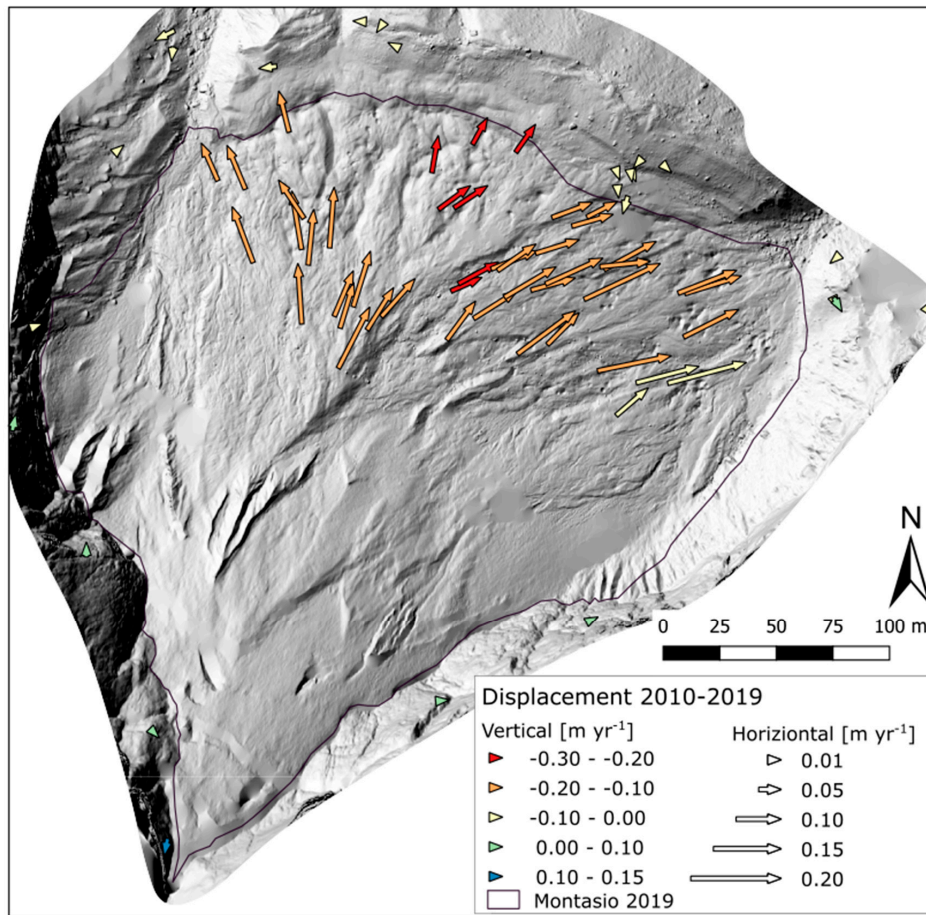 N
0 25 50 75 100 m
Displacement 2010-2019
Vertical [m yr⁻¹] Horiziontal [m yr⁻¹]
-0.30 - -0.20 0.01
-0.20 - -0.10 0.05
-0.10 - 0.00 0.10
0.00 - 0.10 0.15
0.10 - 0.15 0.20
Montasio 2019